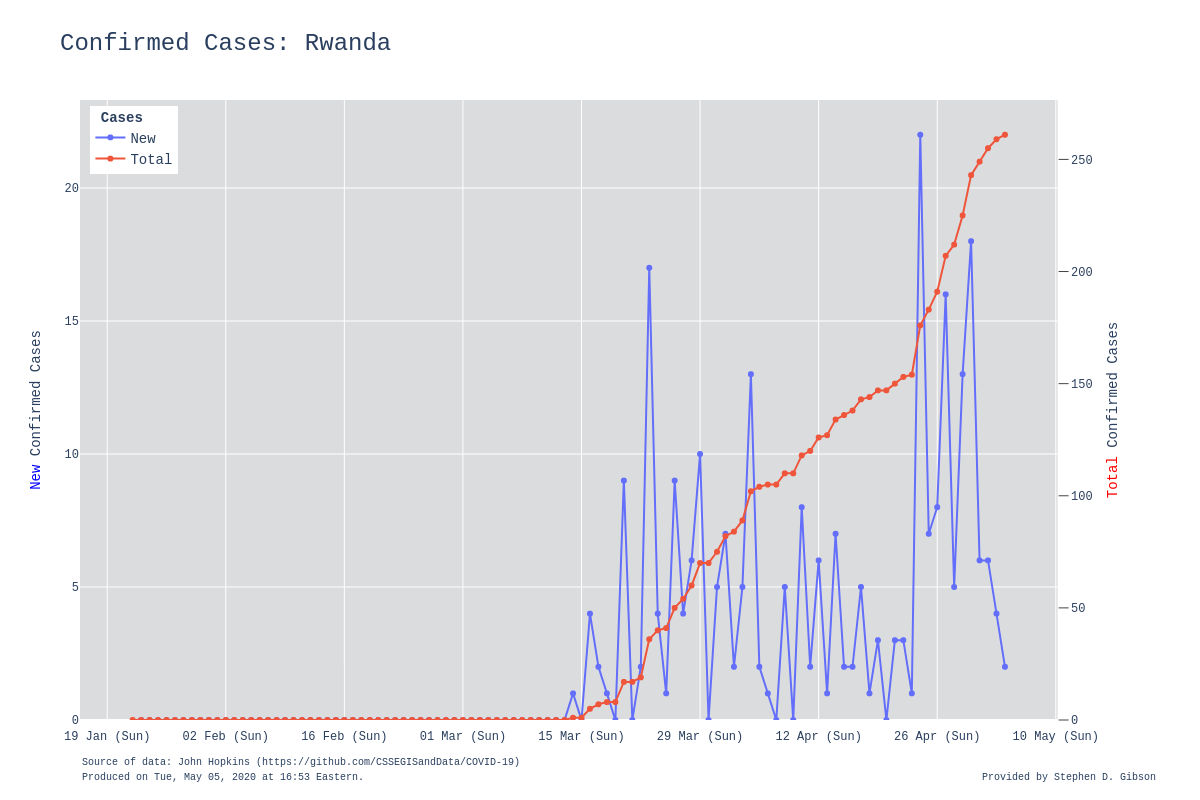 Confirmed Cases: Rwanda
Cases
New
Total
20
15
10
5
0
250
200
150
100
50
0
New Confirmed Cases
Total Confirmed Cases
19 Jan (Sun)
02 Feb (Sun)
16 Feb (Sun)
01 Mar (Sun)
15 Mar (Sun)
29 Mar (Sun)
12 Apr (Sun)
26 Apr (Sun)
10 May (Sun)
Source of data: John Hopkins (https://github.com/CSSEGISandData/COVID-19)
Produced on Tue, May 05, 2020 at 16:53 Eastern.
Provided by Stephen D. Gibson